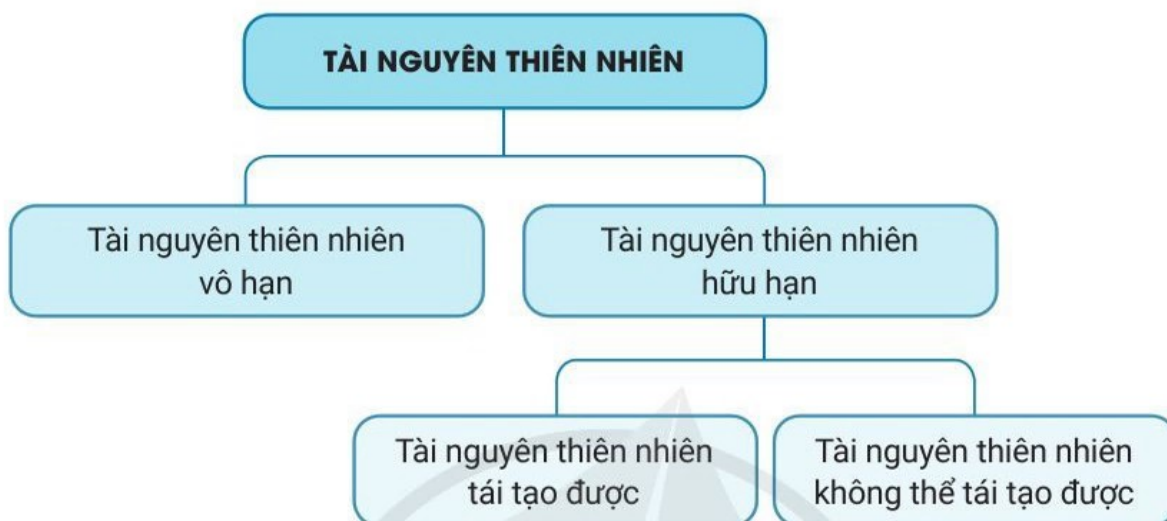 TÀI NGUYÊN THIÊN NHIÊN
Tài nguyên thiên nhiên
vô hạn
Tài nguyên thiên nhiên
hữu hạn
Tài nguyên thiên nhiên
tái tạo được
Tài nguyên thiên nhiên
không thể tái tạo được